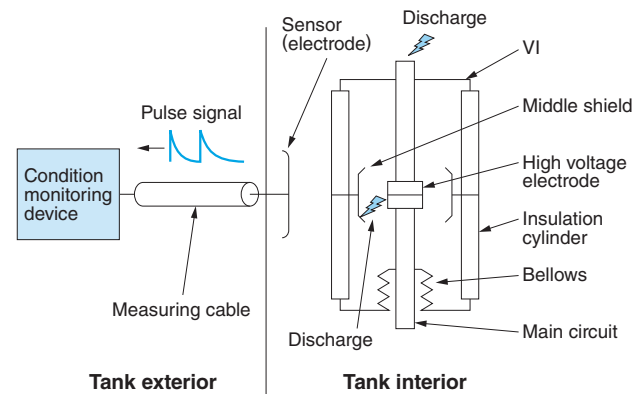 Discharge
Sensor
(electrode)
VI
Pulse signal
Middle shield
High voltage
electrode
Condition
monitoring
device
Insulation
cylinder
Bellows
Measuring cable
Discharge
Main circuit
Tank exterior
Tank interior